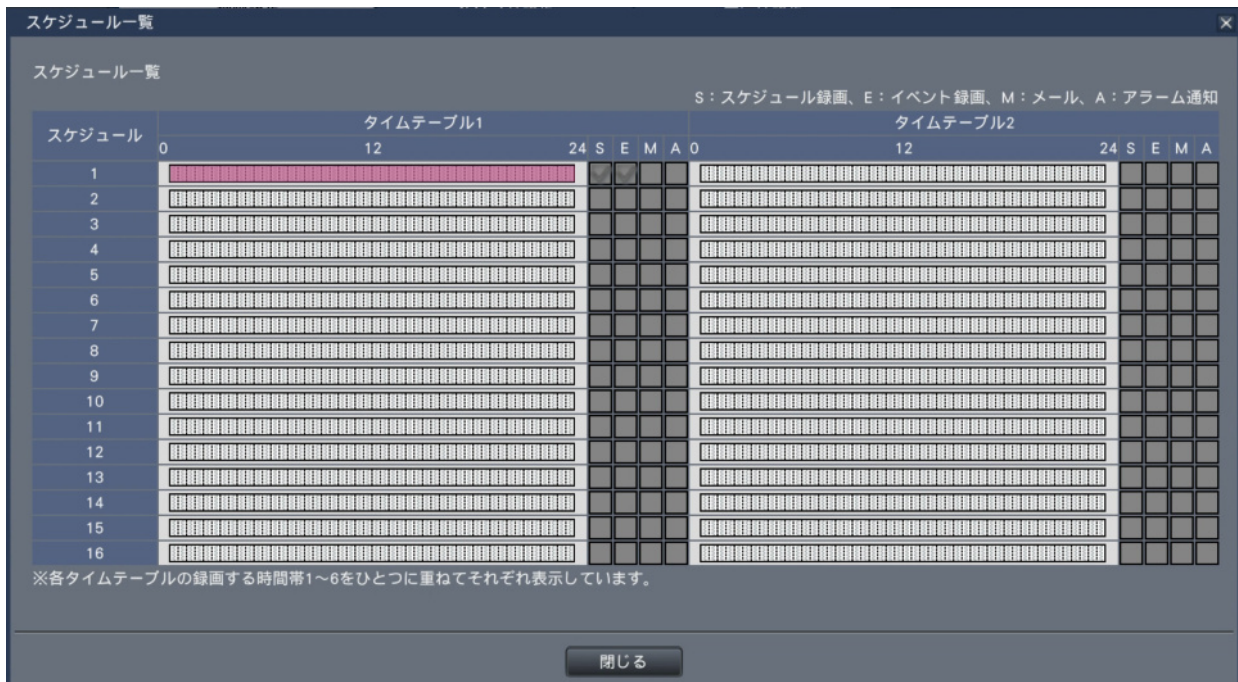 スケジュール一覧
スケジュール一覧
S：スケジュール録画、E：イベント録画、M：メール、A：アラーム通知
スケジュール タイムテーブル1 タイムテーブル2
0 12 24 S E M A 0 12 24 S E M A
1
2
3
4
5
6
7
8
9
10
11
12
13
14
15
16
※各タイムテーブルの録画する時間帯1～6をひとつに重ねてそれぞれ表示しています。
閉じる